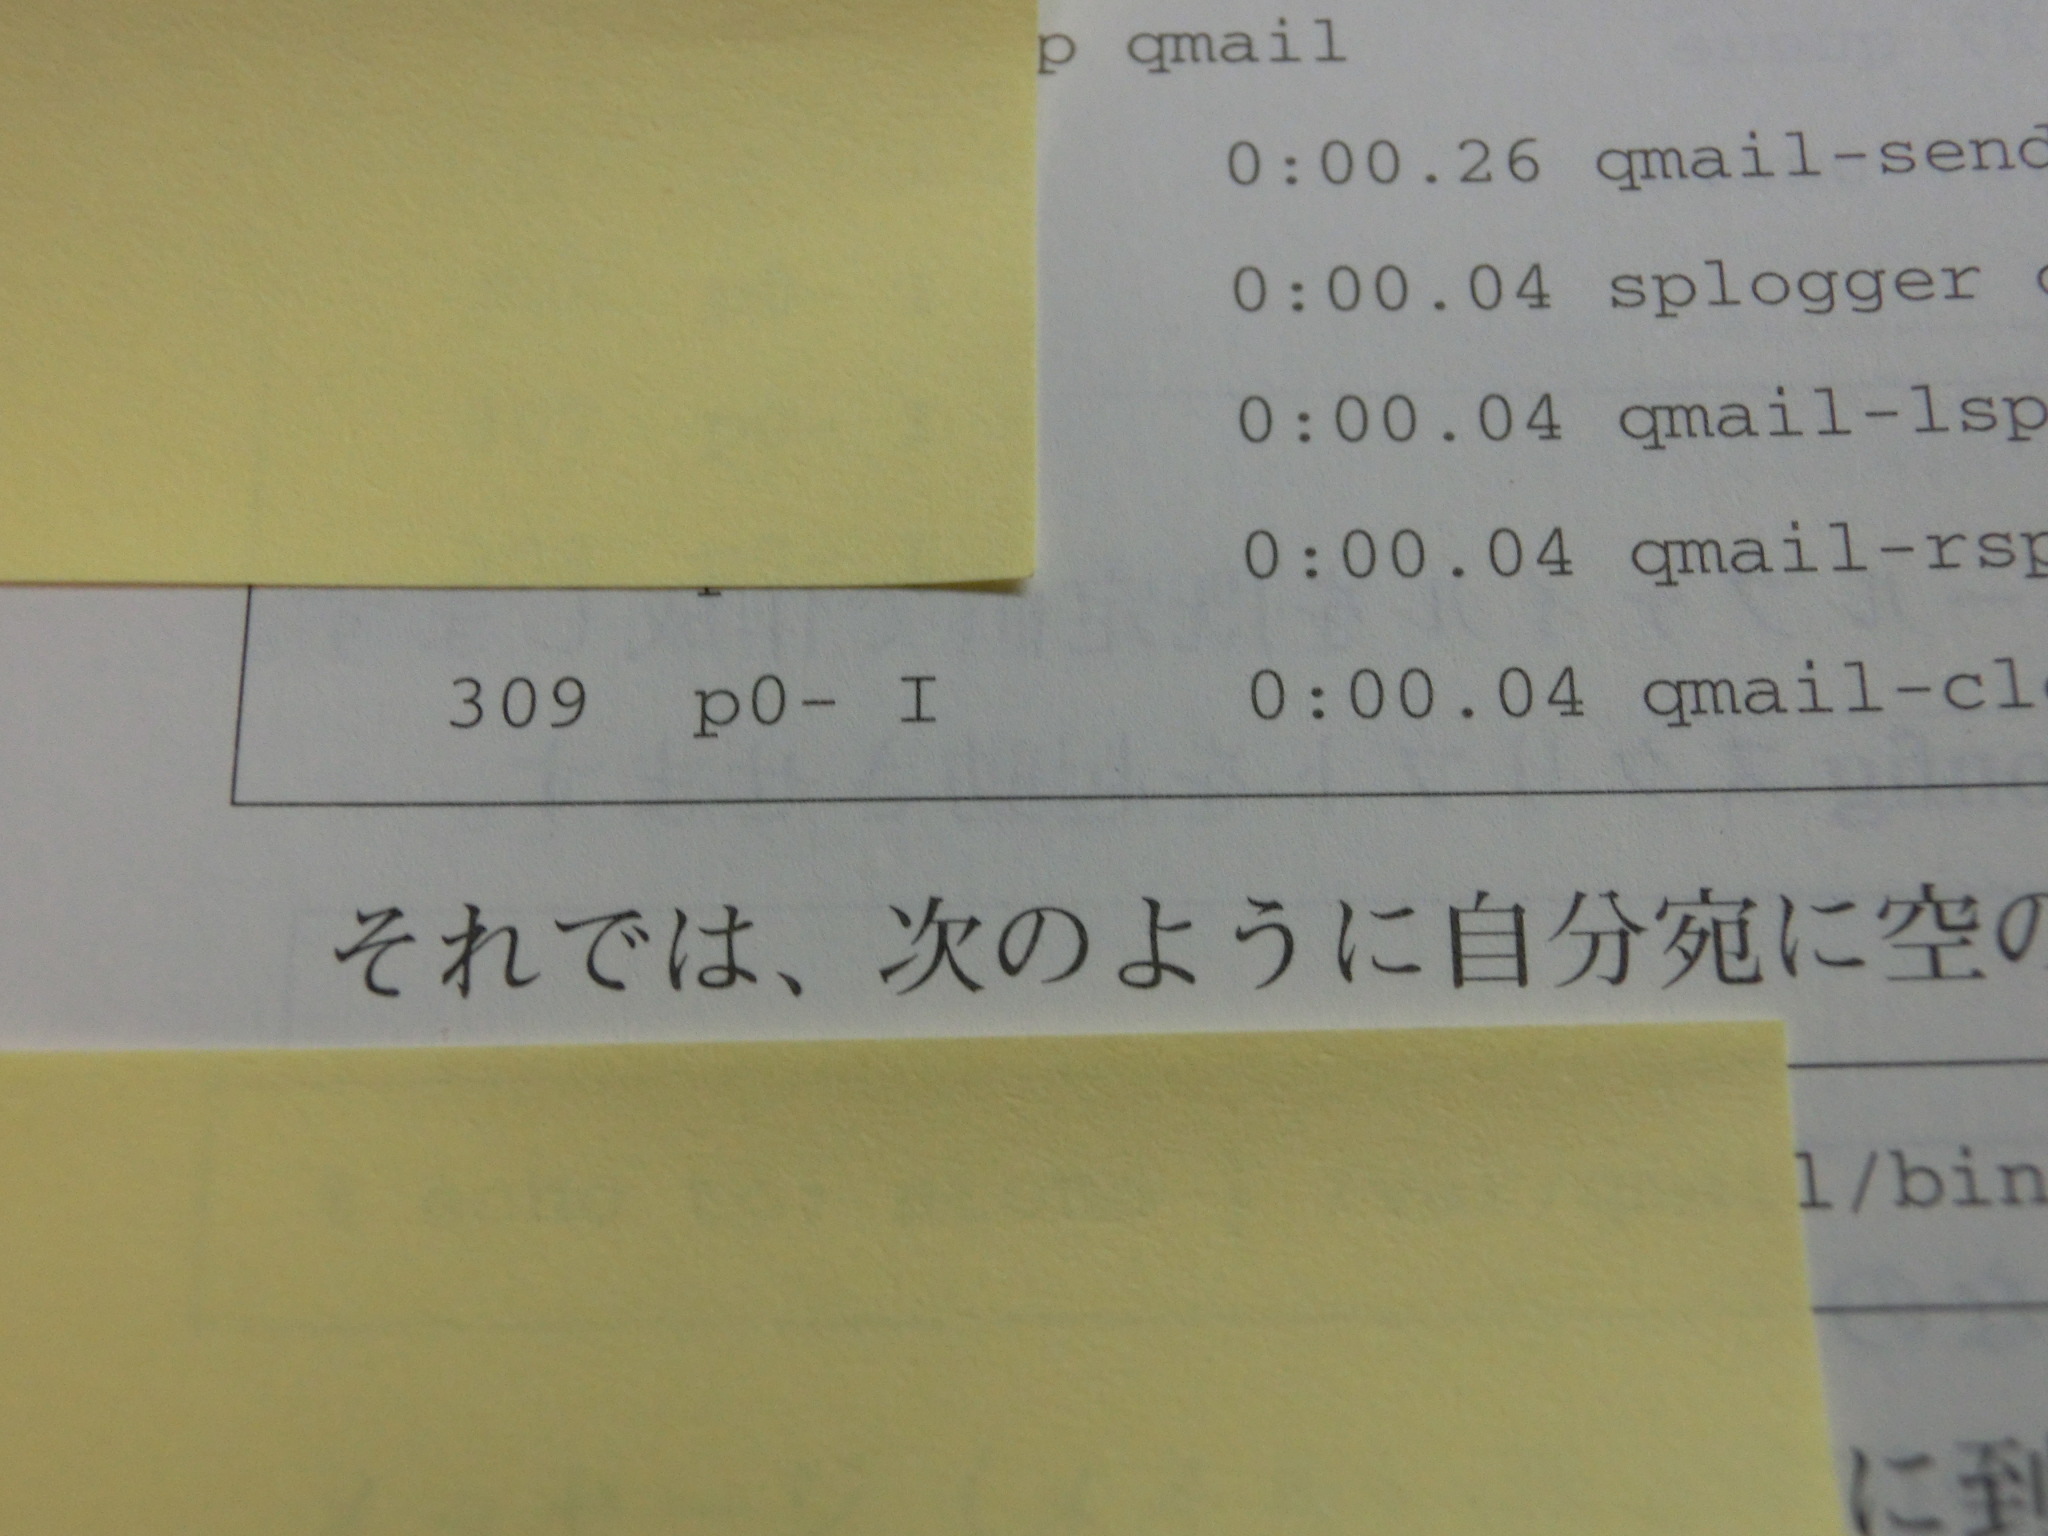 p qmail
0:00.26 qmail-send
0:00.04 splogger
0:00.04 qmail-lsp
0:00.04 qmail-rsp
309 p0- I 0:00.04 qmail-cl
それでは、次のように自分宛に空の
l/bin
に到